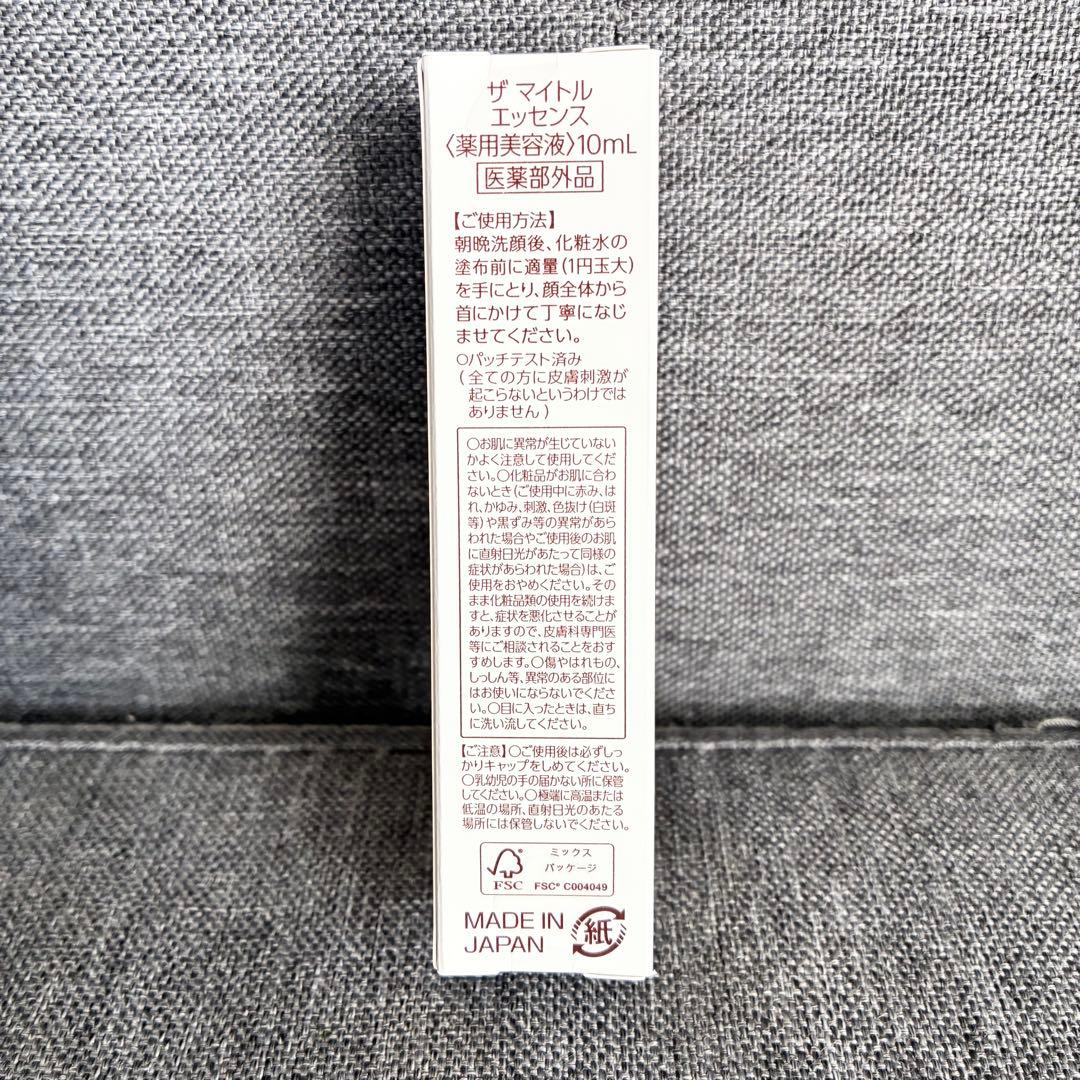 ザ マイトル
エッセンス
〈薬用美容液〉10mL
医薬部外品
【ご使用方法】
朝晩洗顔後、化粧水の
塗布前に適量(1円玉大)
を手にとり、顔全体から
首にかけて丁寧になじ
ませてください。
○パッチテスト済み
(全ての方に皮膚刺激が
起こらないというわけでは
ありません)
○お肌に異常が生じていない
かよく注意して使用してくだ
さい。○化粧品がお肌に合わ
ないとき(ご使用中に赤み、は
れ、かゆみ、刺激、色抜け(白斑
等)や黒ずみ等の異常があら
われた場合やご使用後のお肌
に直射日光があたって同様の
症状があらわれた場合)は、ご
使用をおやめください。その
まま化粧品類の使用を続けま
すと、症状を悪化させることが
ありますので、皮膚科専門医
等にご相談されることをおす
すめします。○傷やはれもの、
しっしん等、異常のある部位に
はお使いにならないでくださ
い。○目に入ったときは、直ち
に洗い流してください。
【ご注意】○ご使用後は必ずしっ
かりキャップをしめてください。
○乳幼児の手の届かない所に保管
してください。○極端に高温または
低温の場所、直射日光のあたる
場所には保管しないでください。
ミックス
パッケージ
FSC FSC® C004049
MADE IN
JAPAN
紙